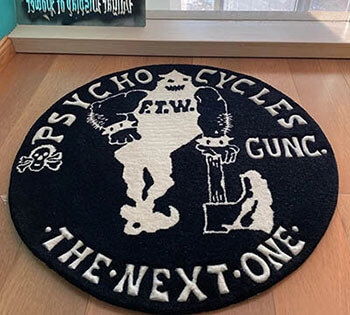 PSYCHO CYCLES
F.T.W.
GUNC.
·THE·NEXT·ONE·